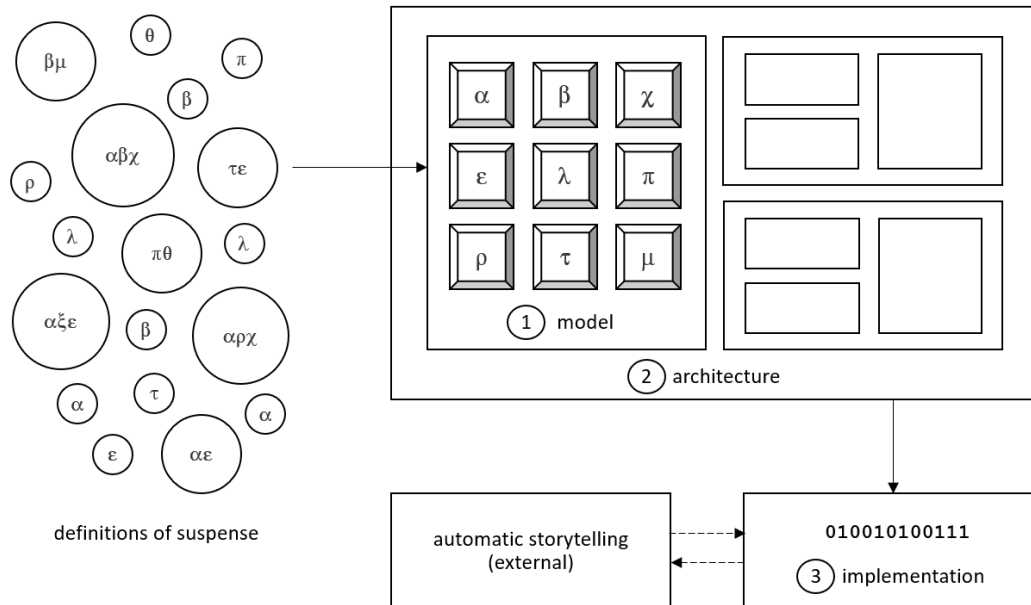 βμ
θ
π
β
αβχ
τε
ρ
λ
πθ
λ
αξε
β
αρχ
α
τ
α
ε
αε
definitions of suspense
α β χ
ε λ π
ρ τ μ
1 model
2 architecture
automatic storytelling
(external)
010010100111
3 implementation